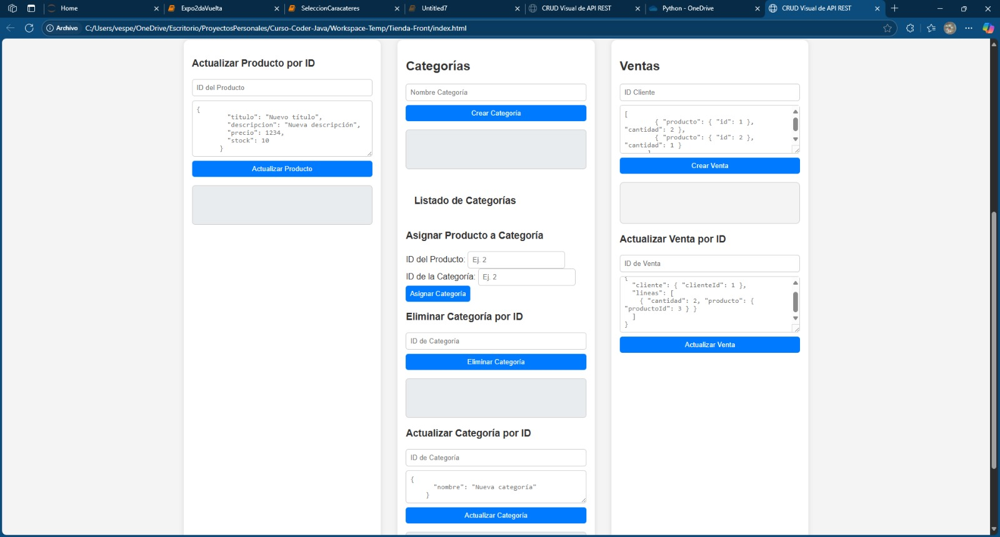 Home
Expo2daVuelta
SeleccionCaracateres
Untitled7
CRUD Visual de API REST
Python - OneDrive
CRUD Visual de API REST
Archivo
C:/Users/vespe/OneDrive/Escritorio/ProyectosPersonales/Curso-Coder-Java/Workspace-Temp/Tienda-Front/index.html
Actualizar Producto por ID
ID del Producto
{
"titulo": "Nuevo título",
"descripcion": "Nueva descripción",
"precio": 1234,
"stock": 10
}
Actualizar Producto
Categorías
Nombre Categoría
Crear Categoría
Listado de Categorías
Asignar Producto a Categoría
ID del Producto: Ej. 2
ID de la Categoría: Ej. 2
Asignar Categoría
Eliminar Categoría por ID
ID de Categoría
Eliminar Categoría
Actualizar Categoría por ID
ID de Categoría
{
"nombre": "Nueva categoría"
}
Actualizar Categoría
Ventas
ID Cliente
[
{ "producto": { "id": 1 },
"cantidad": 2 },
{ "producto": { "id": 2 },
"cantidad": 1 }
]
Crear Venta
Actualizar Venta por ID
ID de Venta
{
"cliente": { "clienteId": 1 },
"lineas": [
{ "cantidad": 2, "producto": {
"productoId": 3 } }
]
}
Actualizar Venta